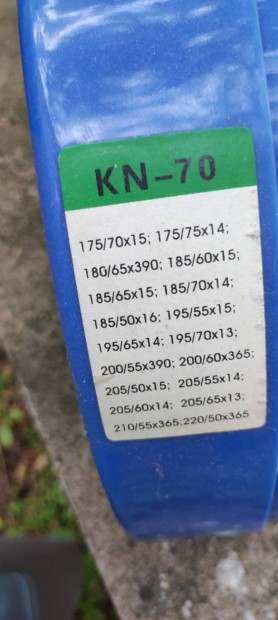 KN-70
175/70x15; 175/75x14;
180/65x390; 185/60x15;
185/65x15; 185/70x14;
185/50x16; 195/55x15;
195/65x14; 195/70x13;
200/55x390; 200/60x365;
205/50x15; 205/55x14;
205/60x14; 205/65x13;
210/55x365;220/50x365